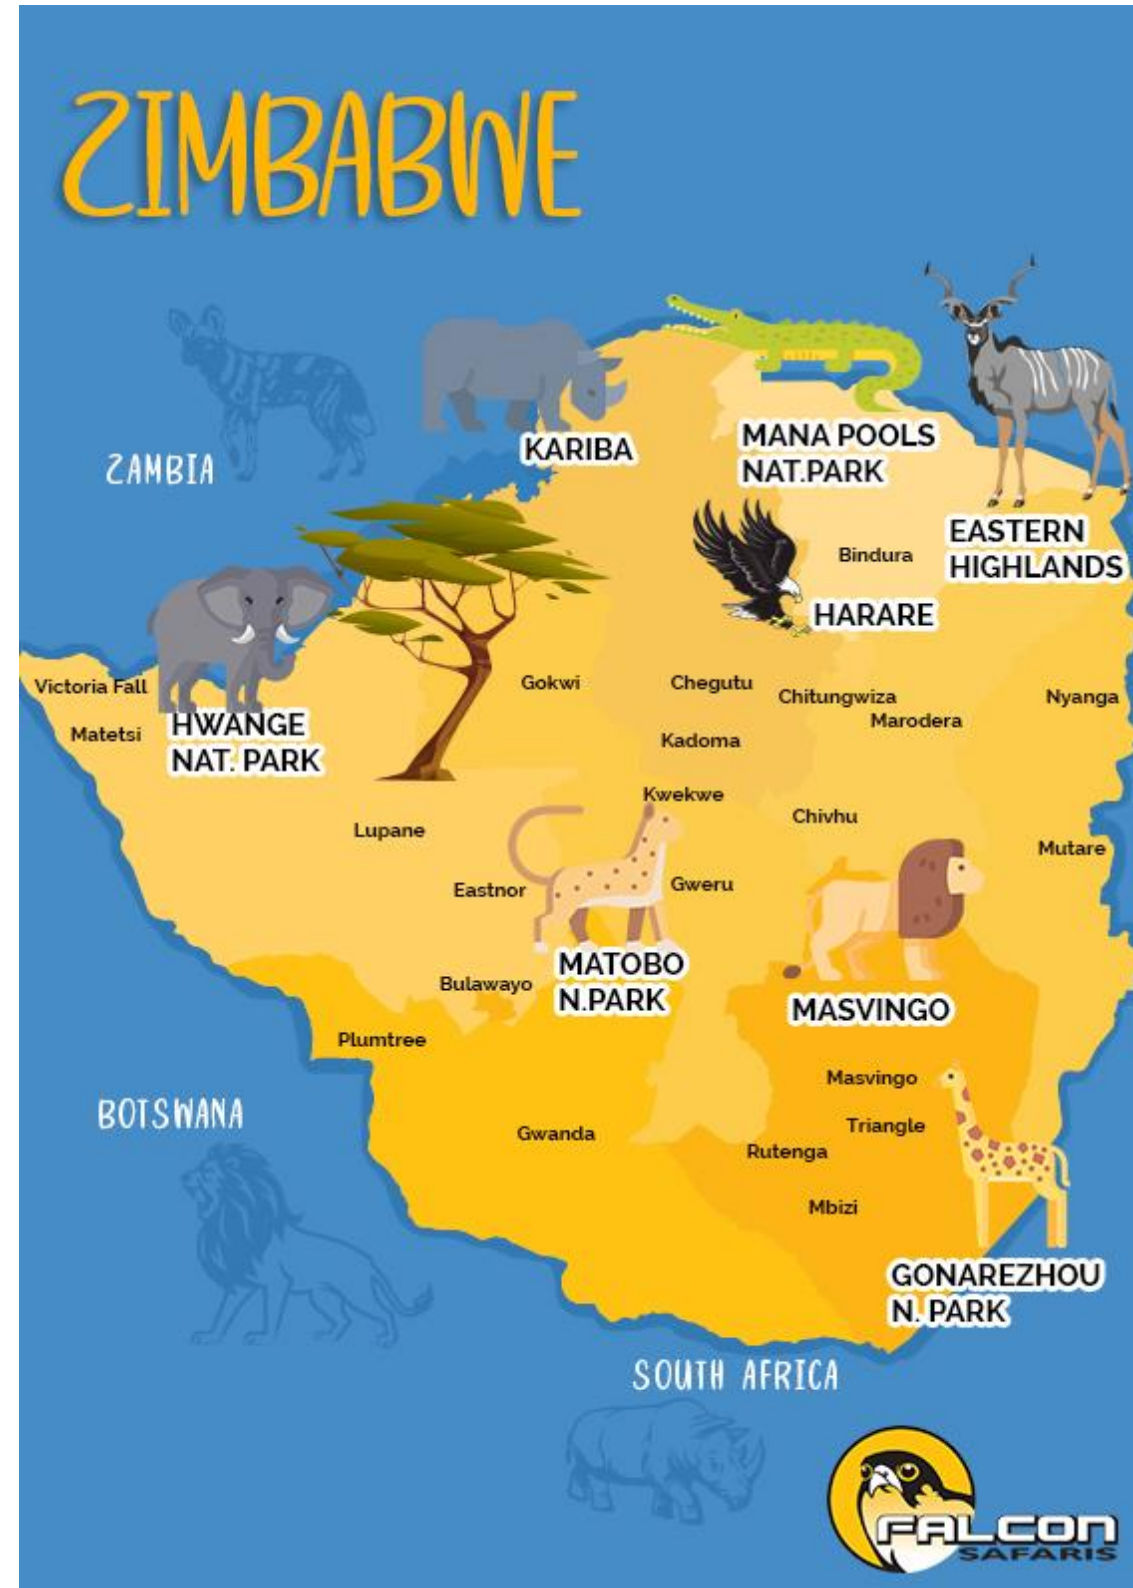 ZIMBABWE
ZAMBIA
KARIBA
MANA POOLS
NAT.PARK
EASTERN
HIGHLANDS
Bindura
HARARE
Victoria Fall
Matetsi
HWANGE
NAT. PARK
Gokwi
Chegutu
Chitungwiza
Marodera
Nyanga
Kadoma
Kwekwe
Chivhu
Lupane
Mutare
Eastnor
Gweru
MATOBO
N.PARK
Bulawayo
MASVINGO
Plumtree
Masvingo
BOTSWANA
Gwanda
Triangle
Rutenga
Mbizi
GONAREZHOU
N. PARK
SOUTH AFRICA
FALCON
SAFARIS